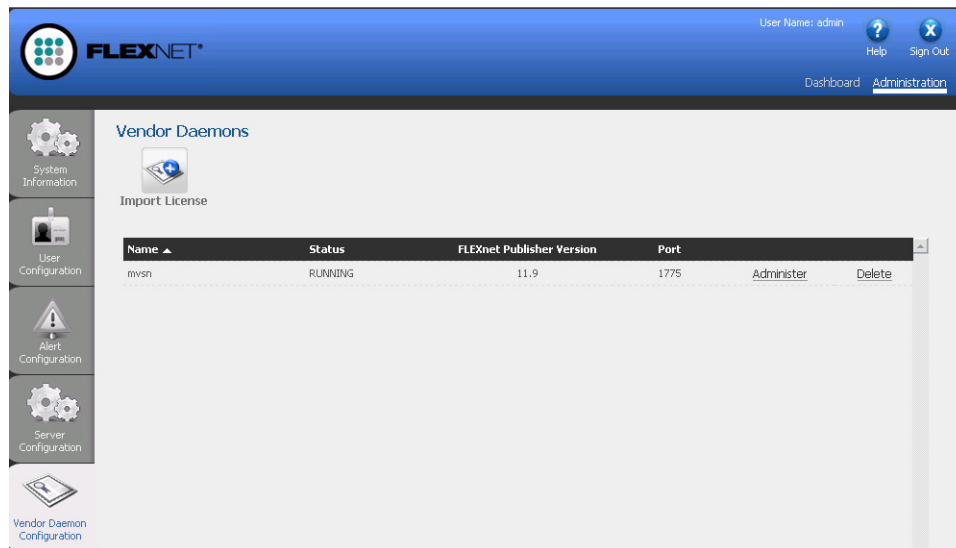 User Name: admin
FLEXNET
Help
Sign Out
Dashboard Administration
System
Information
User
Configuration
Alert
Configuration
Server
Configuration
Vendor Daemon
Configuration
Vendor Daemons
Import License
Name Status FLEXnet Publisher Version Port
mvsn RUNNING 11.9 1775 Administer Delete